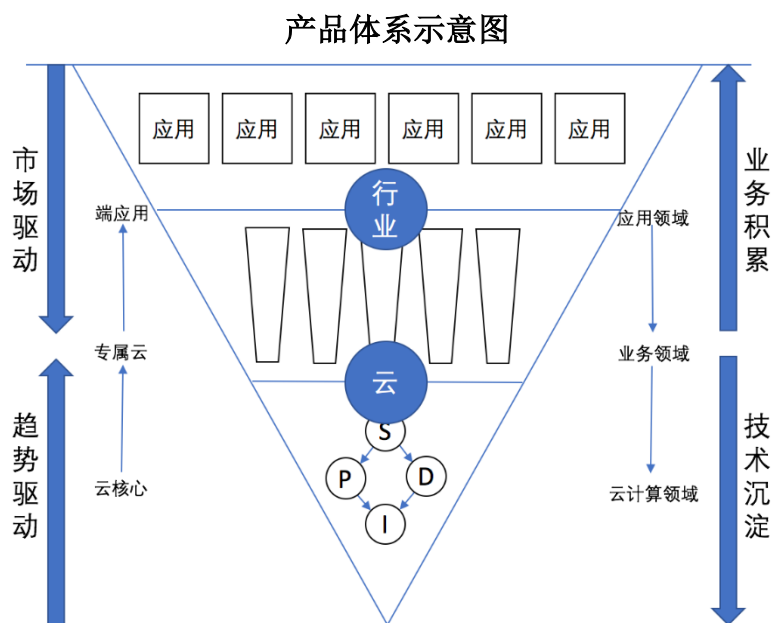 产品体系示意图
应用
应用
应用
应用
应用
应用
行业
市场驱动
业务积累
端应用
应用领域
专属云
业务领域
云
趋势驱动
技术沉淀
S
P
D
云核心
云计算领域
I